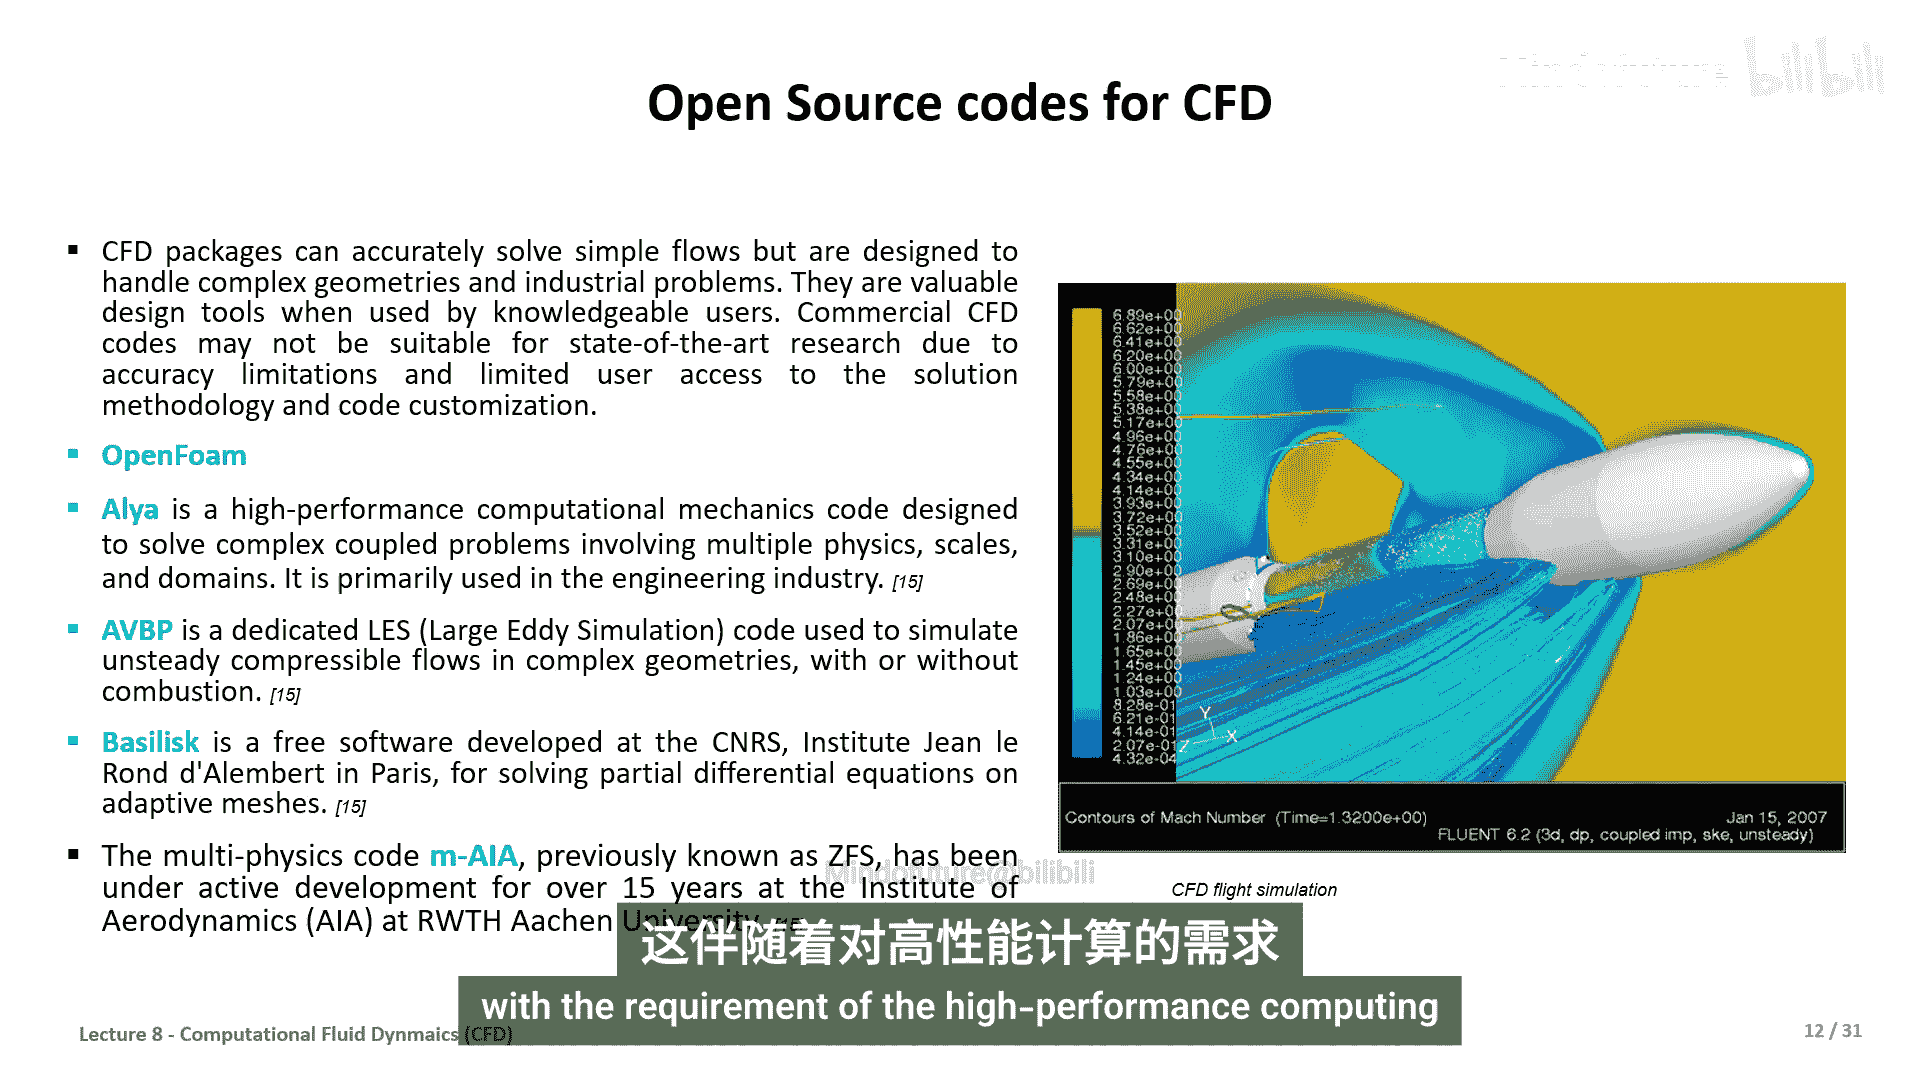 bilibili
Open Source codes for CFD
▪ CFD packages can accurately solve simple flows but are designed to
handle complex geometries and industrial problems. They are valuable
design tools when used by knowledgeable users. Commercial CFD
codes may not be suitable for state-of-the-art research due to
accuracy limitations and limited user access to the solution
methodology and code customization.
▪ OpenFoam
▪ Alya is a high-performance computational mechanics code designed
to solve complex coupled problems involving multiple physics, scales,
and domains. It is primarily used in the engineering industry. [15]
▪ AVBP is a dedicated LES (Large Eddy Simulation) code used to simulate
unsteady compressible flows in complex geometries, with or without
combustion. [15]
▪ Basilisk is a free software developed at the CNRS, Institute Jean le
Rond d'Alembert in Paris, for solving partial differential equations on
adaptive meshes. [15]
▪ The multi-physics code m-AIA, previously known as ZFS, has been
under active development for over 15 years at the Institute of
Aerodynamics (AIA) at RWTH Aachen University. [15]
6.89e+00
6.62e+00
6.41e+00
6.20e+00
6.00e+00
5.79e+00
5.58e+00
5.38e+00
5.17e+00
4.96e+00
4.76e+00
4.55e+00
4.34e+00
4.14e+00
3.93e+00
3.72e+00
3.52e+00
3.31e+00
3.10e+00
2.90e+00
2.69e+00
2.48e+00
2.27e+00
2.07e+00
1.86e+00
1.65e+00
1.45e+00
1.24e+00
1.03e+00
8.28e-01
6.21e-01
4.14e-01
2.07e-01
4.32e-04
Y
X
Z
Contours of Mach Number (Time=1.3200e+00)
Jan 15, 2007
FLUENT 6.2 (3d, dp, coupled imp, ske, unsteady)
CFD flight simulation
Mindofuture@bilibili
这伴随着对高性能计算的需求
with the requirement of the high-performance computing
Lecture 8 - Computational Fluid Dynmaics (CFD)
12 / 31